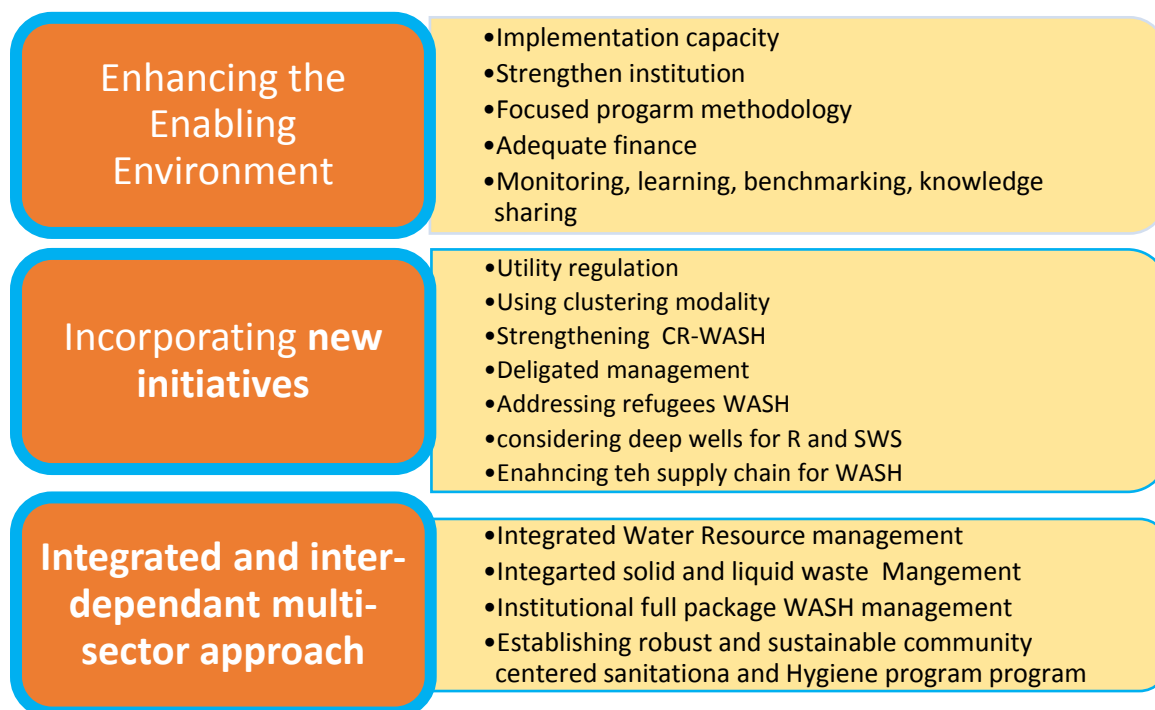 Enhancing the
Enabling
Environment
•Implementation capacity
•Strengthen institution
•Focused progarm methodology
•Adequate finance
•Monitoring, learning, benchmarking, knowledge
sharing
Incorporating new
initiatives
•Utility regulation
•Using clustering modality
•Strengthening CR-WASH
•Deligated management
•Addressing refugees WASH
•considering deep wells for R and SWS
•Enahncing teh supply chain for WASH
Integrated and inter-
dependant multi-
sector approach
•Integrated Water Resource management
•Integarted solid and liquid waste Mangement
•Institutional full package WASH management
•Establishing robust and sustainable community
centered sanitationa and Hygiene program program